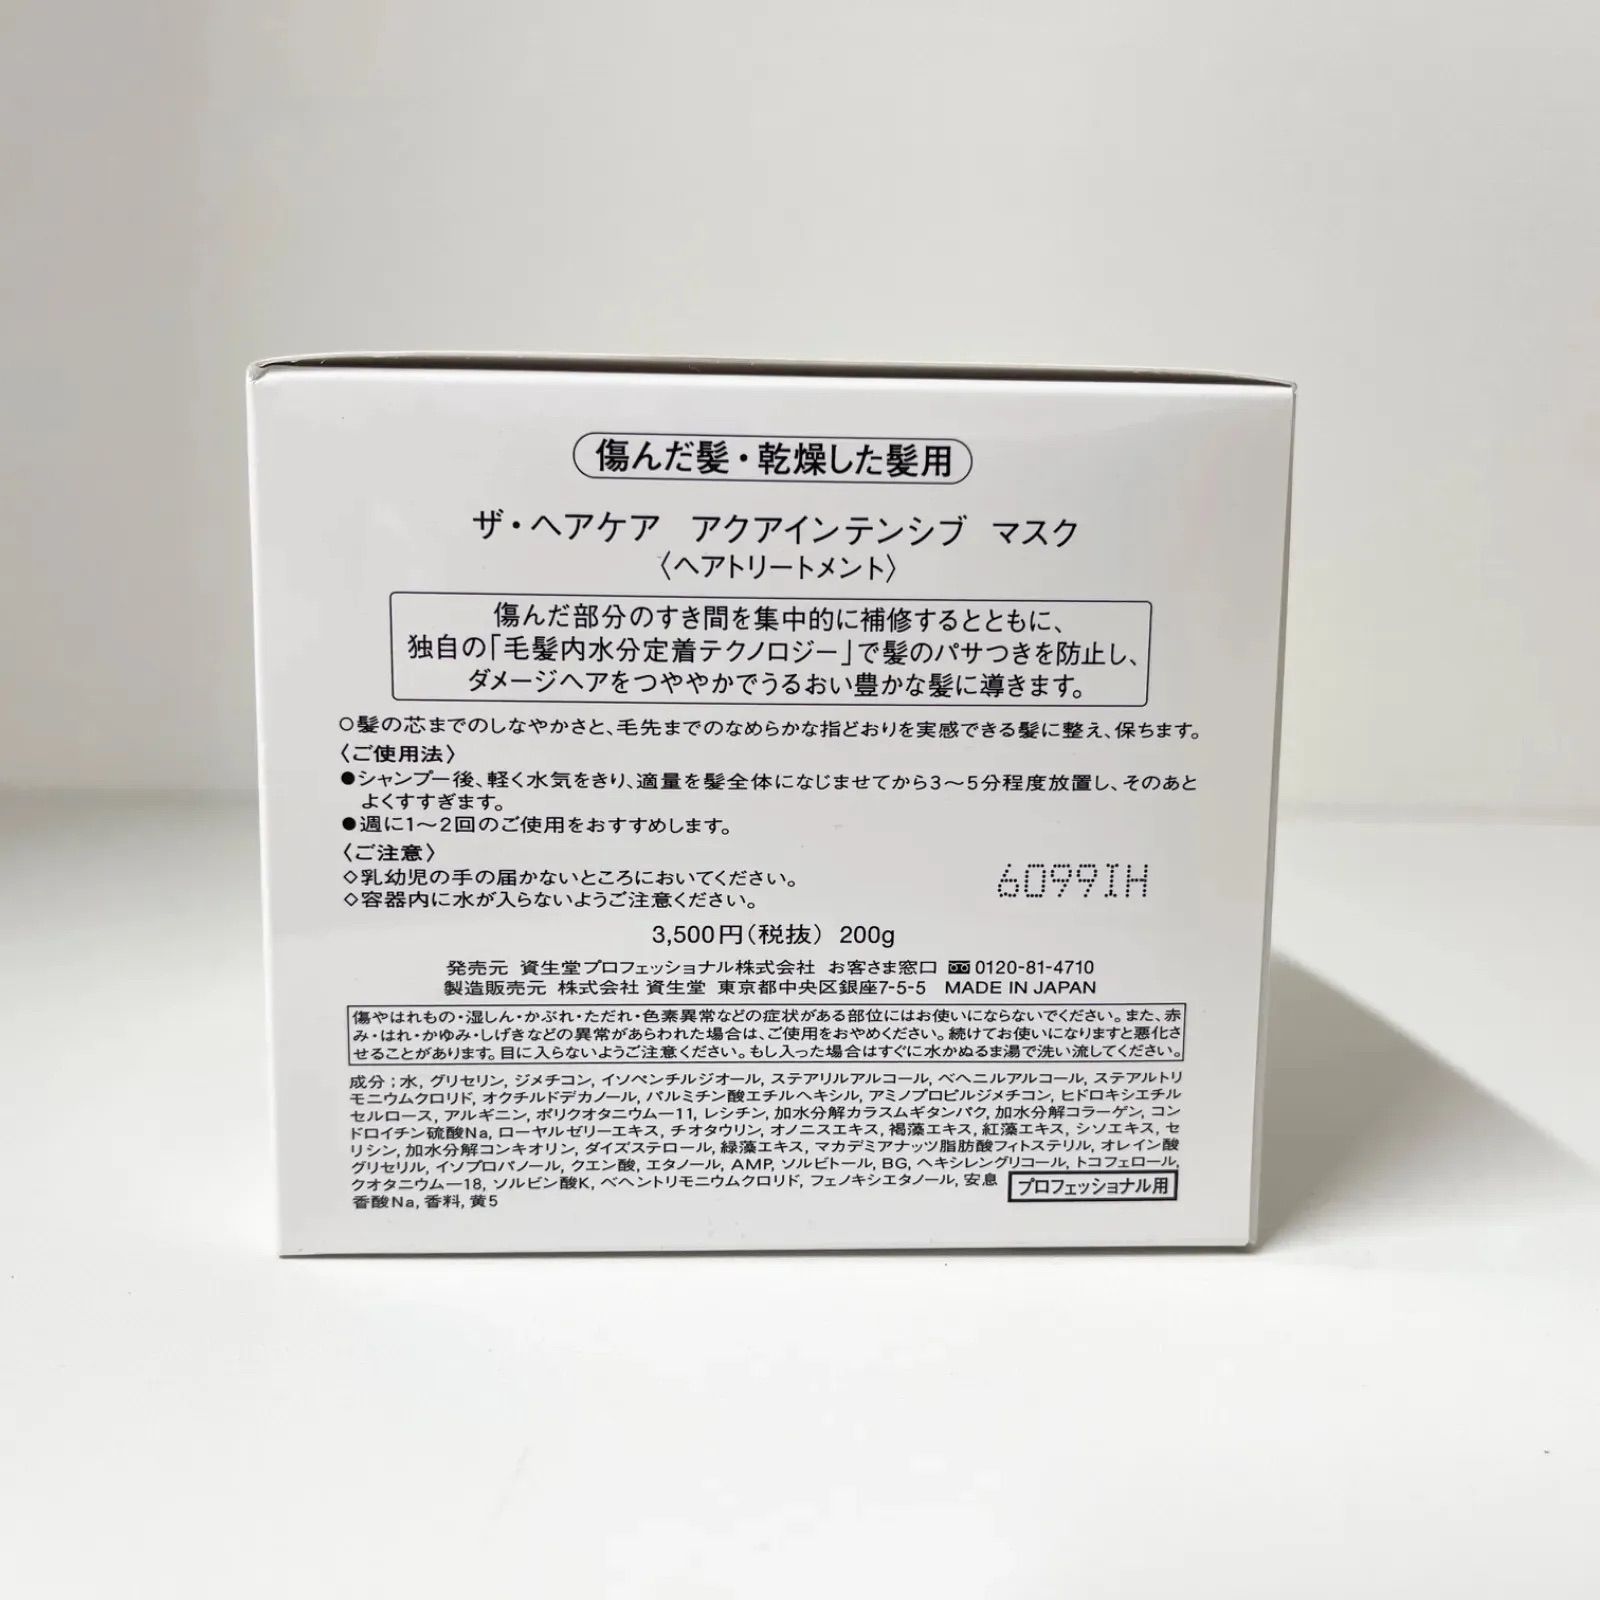 傷んだ髪・乾燥した髪用
ザ・ヘアケア アクアインテンシブ マスク
〈ヘアトリートメント〉
傷んだ部分のすき間を集中的に補修するとともに、
独自の「毛髪内水分定着テクノロジー」で髪のパサつきを防止し、
ダメージヘアをつややかでうるおい豊かな髪に導きます。
○髪の芯までのしなやかさと、毛先までのなめらかな指どおりを実感できる髪に整え、保ちます。
〈ご使用法〉
●シャンプー後、軽く水気をきり、適量を髪全体になじませてから3〜5分程度放置し、そのあと
よくすすぎます。
●週に1〜2回のご使用をおすすめします。
〈ご注意〉
◇乳幼児の手の届かないところにおいてください。
◇容器内に水が入らないようご注意ください。
6099IH
3,500円(税抜) 200g
発売元 資生堂プロフェッショナル株式会社 お客さま窓口 0120-81-4710
製造販売元 株式会社 資生堂 東京都中央区銀座7-5-5 MADE IN JAPAN
傷やはれもの・湿しん・かぶれ・ただれ・色素異常などの症状がある部位にはお使いにならないでください。また、赤
み・はれ・かゆみ・しげきなどの異常があらわれた場合は、ご使用をおやめください。続けてお使いになりますと悪化さ
せることがあります。目に入らないようご注意ください。もし入った場合はすぐに水かぬるま湯で洗い流してください。
成分；水, グリセリン, ジメチコン, イソペンチルジオール, ステアリルアルコール, ベヘニルアルコール, ステアルトリ
モニウムクロリド, オクチルドデカノール, パルミチン酸エチルヘキシル, アミノプロピルジメチコン, ヒドロキシエチル
セルロース, アルギニン, ポリクオタニウム―11, レシチン, 加水分解カラスムギタンパク, 加水分解コラーゲン, コン
ドロイチン硫酸Na, ローヤルゼリーエキス, チオタウリン, オノニスエキス, 褐藻エキス, 紅藻エキス, シソエキス, セ
リシン, 加水分解コンキオリン, ダイズステロール, 緑藻エキス, マカデミアナッツ脂肪酸フィトステリル, オレイン酸
グリセリル, イソプロパノール, クエン酸, エタノール, AMP, ソルビトール, BG, ヘキシレングリコール, トコフェロール,
クオタニウム―18, ソルビン酸K, ベヘントリモニウムクロリド, フェノキシエタノール, 安息
香酸Na, 香料, 黄5
プロフェッショナル用